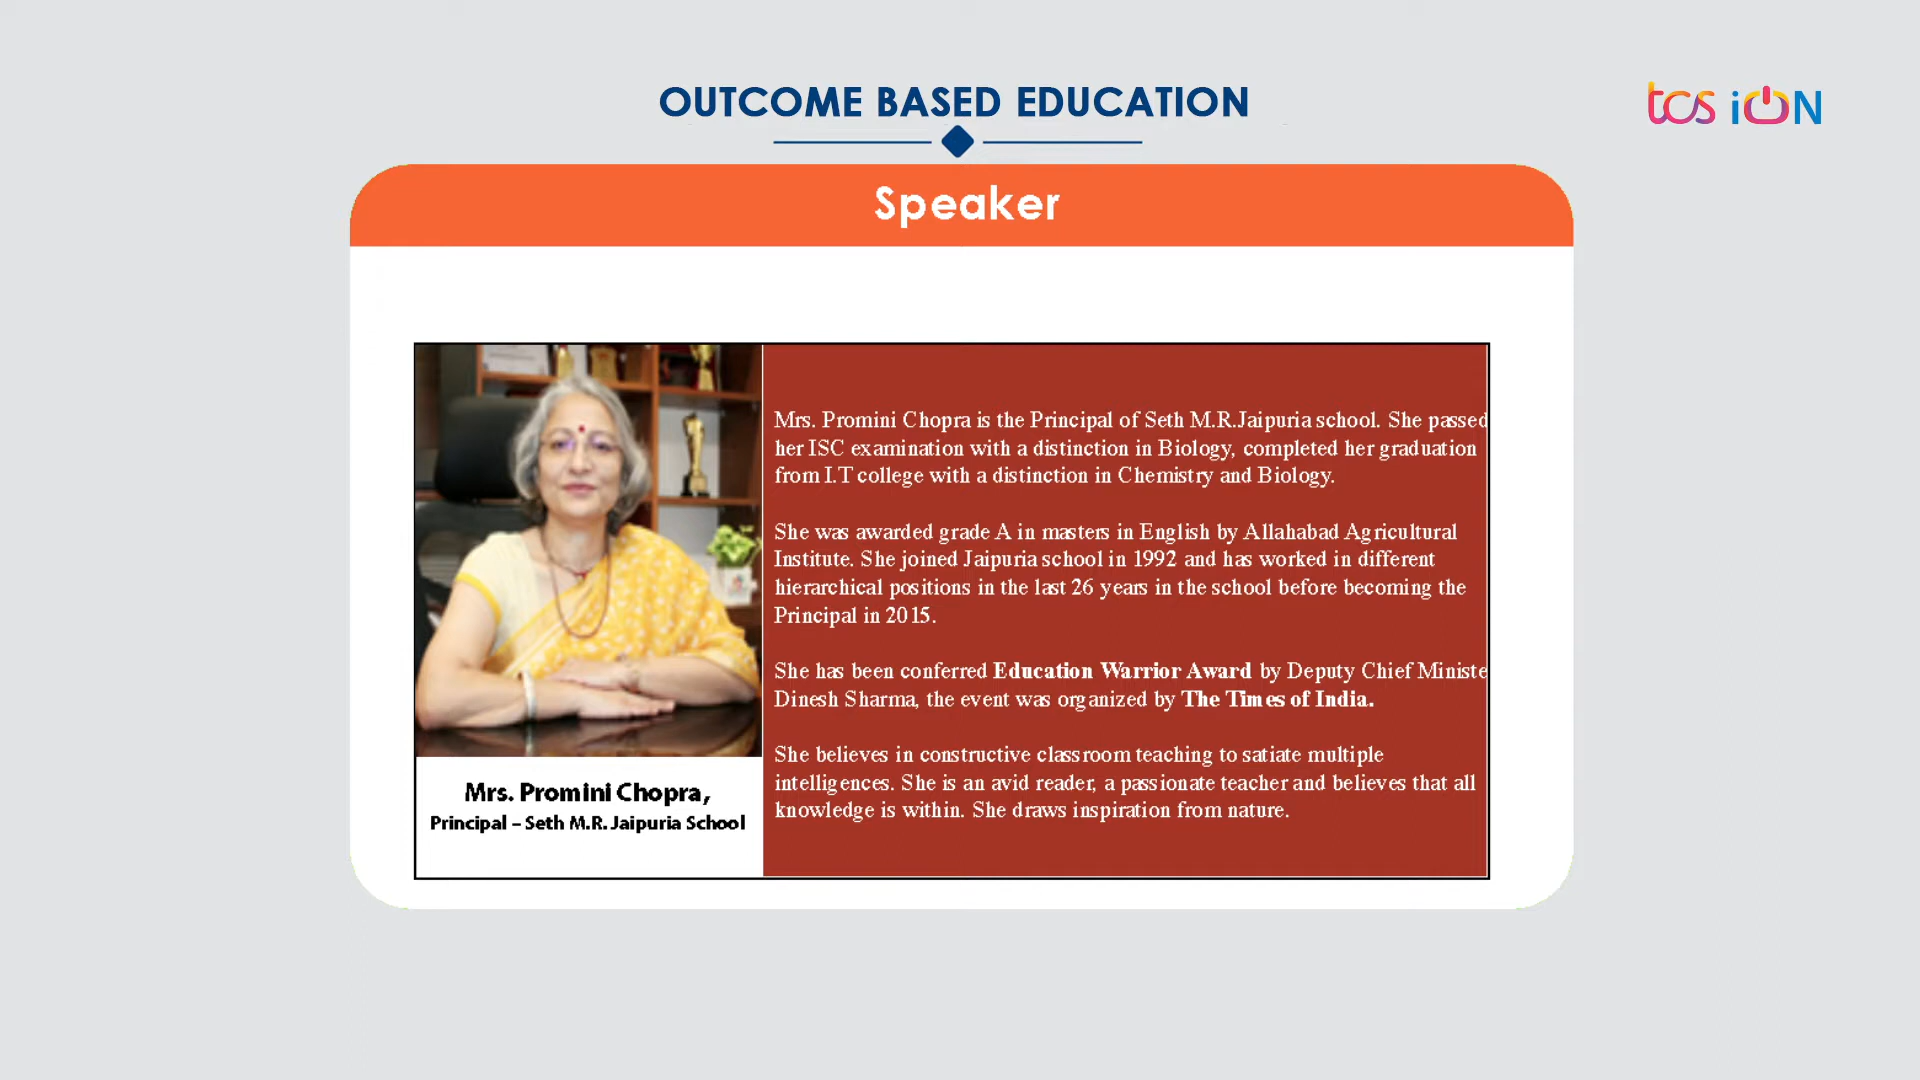 OUTCOME BASED EDUCATION
tcs iON
Speaker
Mrs. Promini Chopra is the Principal of Seth M.R.Jaipuria school. She passed
her ISC examination with a distinction in Biology, completed her graduation
from I.T college with a distinction in Chemistry and Biology.
She was awarded grade A in masters in English by Allahabad Agricultural
Institute. She joined Jaipuria school in 1992 and has worked in different
hierarchical positions in the last 26 years in the school before becoming the
Principal in 2015.
She has been conferred Education Warrior Award by Deputy Chief Ministe
Dinesh Sharma, the event was organized by The Times of India.
She believes in constructive classroom teaching to satiate multiple
intelligences. She is an avid reader, a passionate teacher and believes that all
knowledge is within. She draws inspiration from nature.
Mrs. Promini Chopra,
Principal – Seth M.R. Jaipuria School